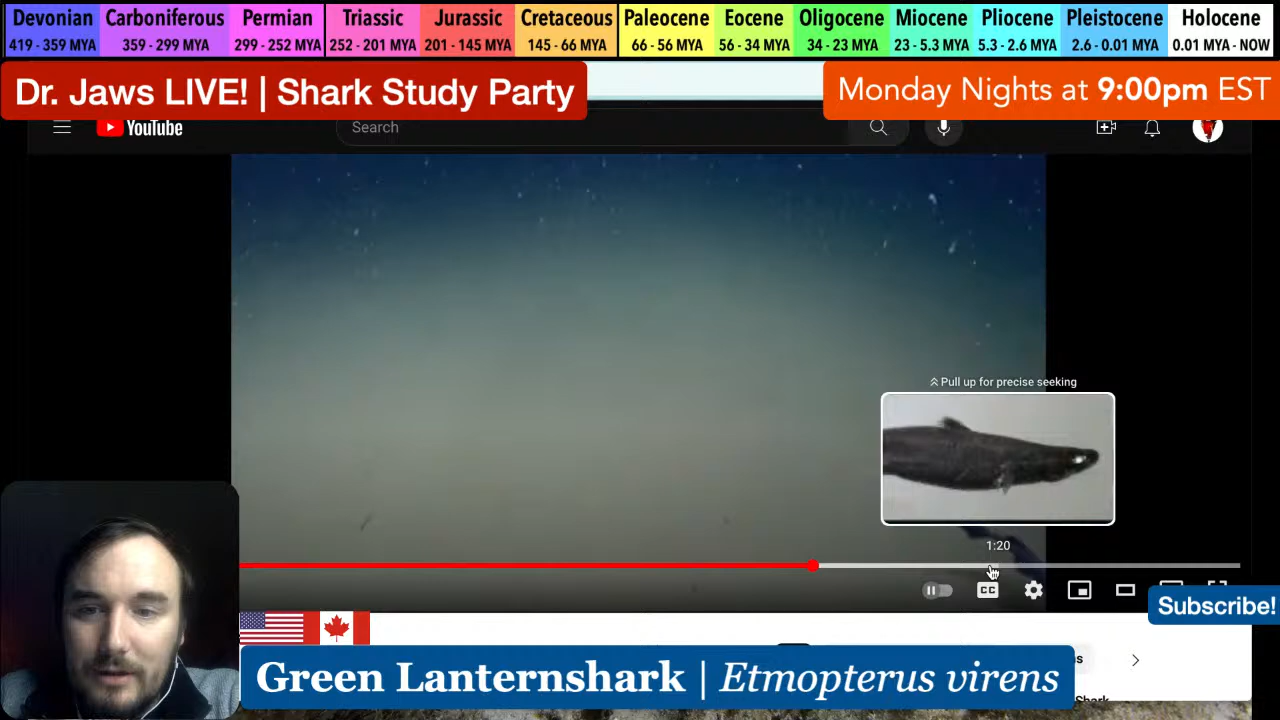 Devonian Carboniferous Permian Triassic Jurassic Cretaceous Paleocene Eocene Oligocene Miocene Pliocene Pleistocene Holocene
419 - 359 MYA 359 - 299 MYA 299 - 252 MYA 252 - 201 MYA 201 - 145 MYA 145 - 66 MYA 66 - 56 MYA 56 - 34 MYA 34 - 23 MYA 23 - 5.3 MYA 5.3 - 2.6 MYA 2.6 - 0.01 MYA 0.01 MYA - NOW
Dr. Jaws LIVE! | Shark Study Party
Monday Nights at 9:00pm EST
YouTube
Search
Pull up for precise seeking
1:20
CC
Subscribe!
Green Lanternshark | Etmopterus virens